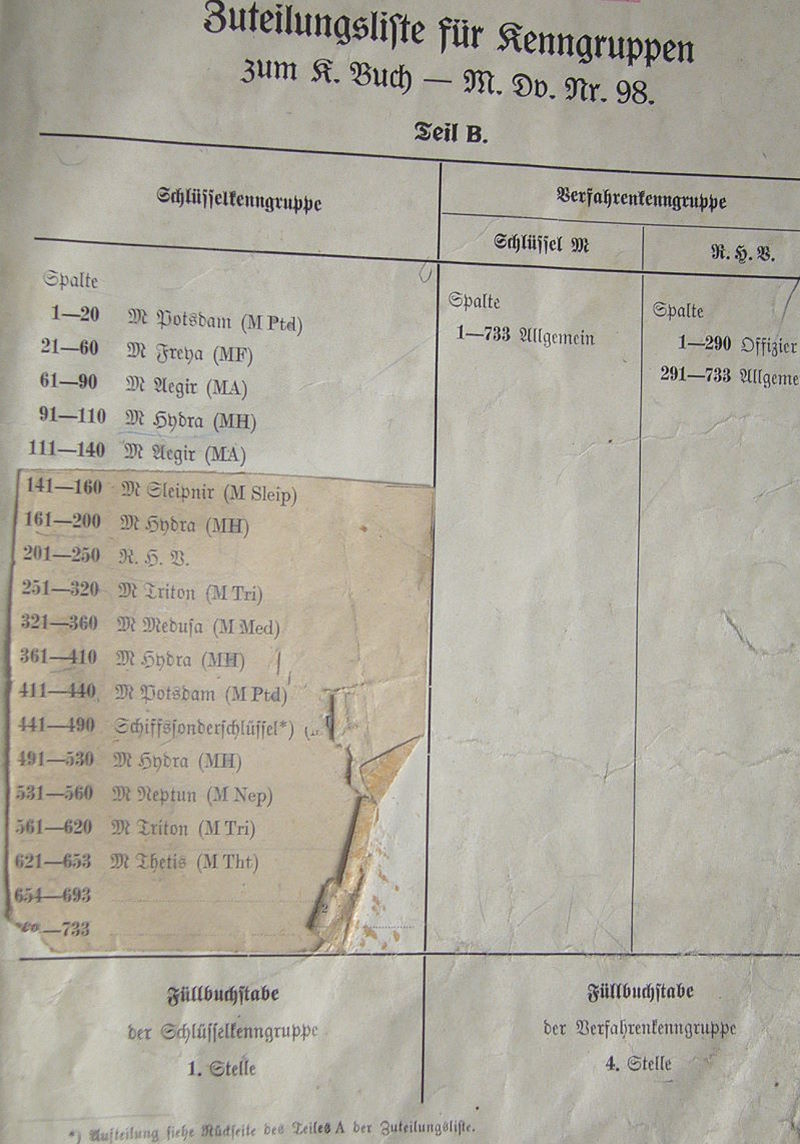 Zuteilungsliste für Kenngruppen
zum K. Buch — M. Dv. Nr. 98.
Teil B.
Schlüsselkenngruppe
Verfahrenkenngruppe
Schlüssel M
R. H. V.
Spalte
1—20 M Potsdam (M Ptd)
21—60 M Freya (MF)
61—90 M Aegir (MA)
91—110 M Hydra (MH)
111—140 M Aegir (MA)
141—160 M Sleipnir (M Sleip)
161—200 M Hydra (MH)
201—250 R. H. V.
251—320 M Triton (M Tri)
321—360 M Medusa (M Med)
361—410 M Hydra (MH)
411—440 M Potsdam (M Ptd)
441—490 Schiffssonderschlüssel*)
491—530 M Hydra (MH)
531—560 M Neptun (M Nep)
561—620 M Triton (M Tri)
621—653 M Thetis (M Tht)
654—693
—733
Spalte
1—733 Allgemein
Spalte
1—290 Offizier
291—733 Allgeme
Füllbuchstabe
der Schlüsselkenngruppe
1. Stelle
Füllbuchstabe
der Verfahrenkenngruppe
4. Stelle
*) Aufteilung siehe Rückseite des Teiles A der Zuteilungsliste.